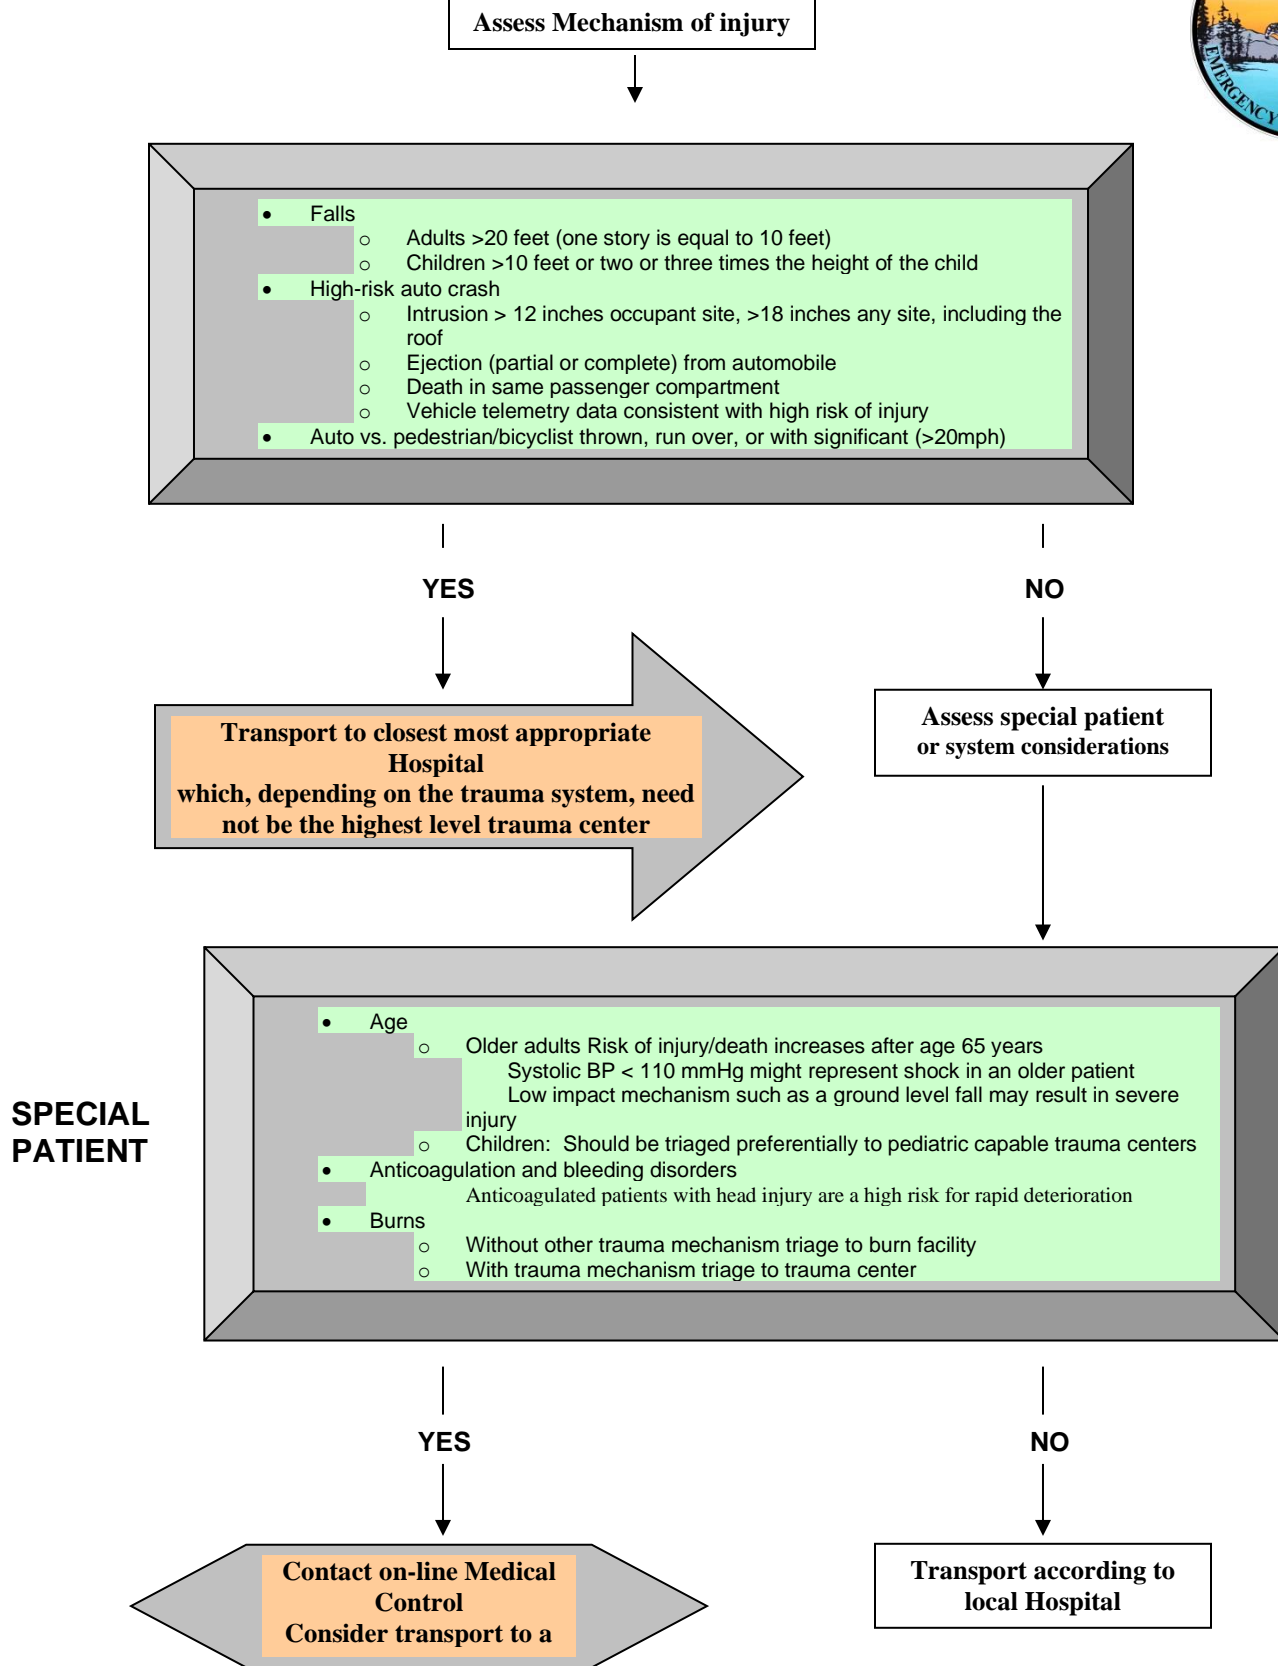 Assess Mechanism of injury
EMERGENCY
• Falls
o Adults >20 feet (one story is equal to 10 feet)
o Children >10 feet or two or three times the height of the child
• High-risk auto crash
o Intrusion > 12 inches occupant site, >18 inches any site, including the
roof
o Ejection (partial or complete) from automobile
o Death in same passenger compartment
o Vehicle telemetry data consistent with high risk of injury
• Auto vs. pedestrian/bicyclist thrown, run over, or with significant (>20mph)
YES
NO
Transport to closest most appropriate
Hospital
which, depending on the trauma system, need
not be the highest level trauma center
Assess special patient
or system considerations
SPECIAL
PATIENT
• Age
o Older adults Risk of injury/death increases after age 65 years
Systolic BP < 110 mmHg might represent shock in an older patient
Low impact mechanism such as a ground level fall may result in severe
injury
o Children: Should be triaged preferentially to pediatric capable trauma centers
• Anticoagulation and bleeding disorders
Anticoagulated patients with head injury are a high risk for rapid deterioration
• Burns
o Without other trauma mechanism triage to burn facility
o With trauma mechanism triage to trauma center
YES
NO
Contact on-line Medical
Control
Consider transport to a
Transport according to
local Hospital